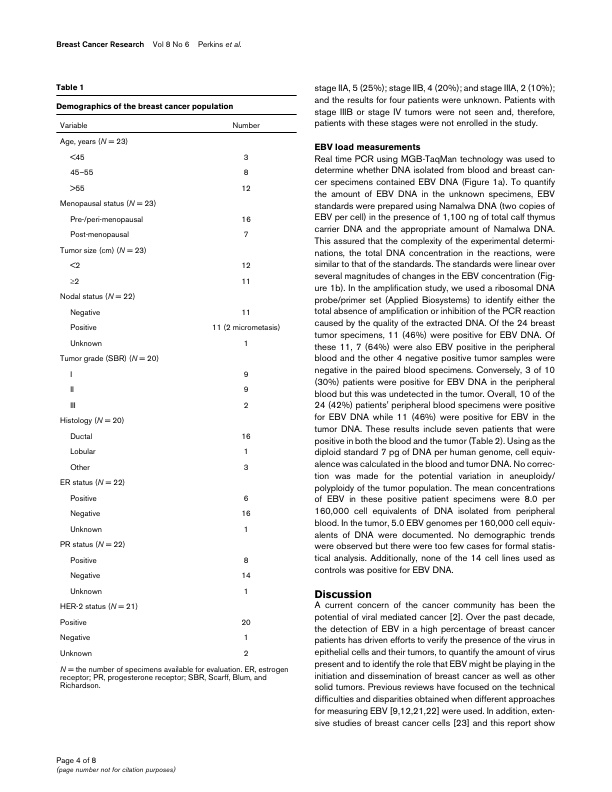 Breast Cancer Research Vol 8 No 6 Perkins et al.
Table 1
Demographics of the breast cancer population
Variable Number
Age, years (N = 23)
<45 3
45–55 8
>55 12
Menopausal status (N = 23)
Pre-/peri-menopausal 16
Post-menopausal 7
Tumor size (cm) (N = 23)
<2 12
≥2 11
Nodal status (N = 22)
Negative 11
Positive 11 (2 micrometasis)
Unknown 1
Tumor grade (SBR) (N = 20)
I 9
II 9
III 2
Histology (N = 20)
Ductal 16
Lobular 1
Other 3
ER status (N = 22)
Positive 6
Negative 16
Unknown 1
PR status (N = 22)
Positive 8
Negative 14
Unknown 1
HER-2 status (N = 21)
Positive 20
Negative 1
Unknown 2
N = the number of specimens available for evaluation. ER, estrogen
receptor; PR, progesterone receptor; SBR, Scarff, Blum, and
Richardson.
stage IIA, 5 (25%); stage IIB, 4 (20%); and stage IIIA, 2 (10%);
and the results for four patients were unknown. Patients with
stage IIIB or stage IV tumors were not seen and, therefore,
patients with these stages were not enrolled in the study.
EBV load measurements
Real time PCR using MGB-TaqMan technology was used to
determine whether DNA isolated from blood and breast can-
cer specimens contained EBV DNA (Figure 1a). To quantify
the amount of EBV DNA in the unknown specimens, EBV
standards were prepared using Namalwa DNA (two copies of
EBV per cell) in the presence of 1,100 ng of total calf thymus
carrier DNA and the appropriate amount of Namalwa DNA.
This assured that the complexity of the experimental determi-
nations, the total DNA concentration in the reactions, were
similar to that of the standards. The standards were linear over
several magnitudes of changes in the EBV concentration (Fig-
ure 1b). In the amplification study, we used a ribosomal DNA
probe/primer set (Applied Biosystems) to identify either the
total absence of amplification or inhibition of the PCR reaction
caused by the quality of the extracted DNA. Of the 24 breast
tumor specimens, 11 (46%) were positive for EBV DNA. Of
these 11, 7 (64%) were also EBV positive in the peripheral
blood and the other 4 negative positive tumor samples were
negative in the paired blood specimens. Conversely, 3 of 10
(30%) patients were positive for EBV DNA in the peripheral
blood but this was undetected in the tumor. Overall, 10 of the
24 (42%) patients' peripheral blood specimens were positive
for EBV DNA while 11 (46%) were positive for EBV in the
tumor DNA. These results include seven patients that were
positive in both the blood and the tumor (Table 2). Using as the
diploid standard 7 pg of DNA per human genome, cell equiv-
alence was calculated in the blood and tumor DNA. No correc-
tion was made for the potential variation in aneuploidy/
polyploidy of the tumor population. The mean concentrations
of EBV in these positive patient specimens were 8.0 per
160,000 cell equivalents of DNA isolated from peripheral
blood. In the tumor, 5.0 EBV genomes per 160,000 cell equiv-
alents of DNA were documented. No demographic trends
were observed but there were too few cases for formal statis-
tical analysis. Additionally, none of the 14 cell lines used as
controls was positive for EBV DNA.
Discussion
A current concern of the cancer community has been the
potential of viral mediated cancer [2]. Over the past decade,
the detection of EBV in a high percentage of breast cancer
patients has driven efforts to verify the presence of the virus in
epithelial cells and their tumors, to quantify the amount of virus
present and to identify the role that EBV might be playing in the
initiation and dissemination of breast cancer as well as other
solid tumors. Previous reviews have focused on the technical
difficulties and disparities obtained when different approaches
for measuring EBV [9,12,21,22] were used. In addition, exten-
sive studies of breast cancer cells [23] and this report show
Page 4 of 8
(page number not for citation purposes)